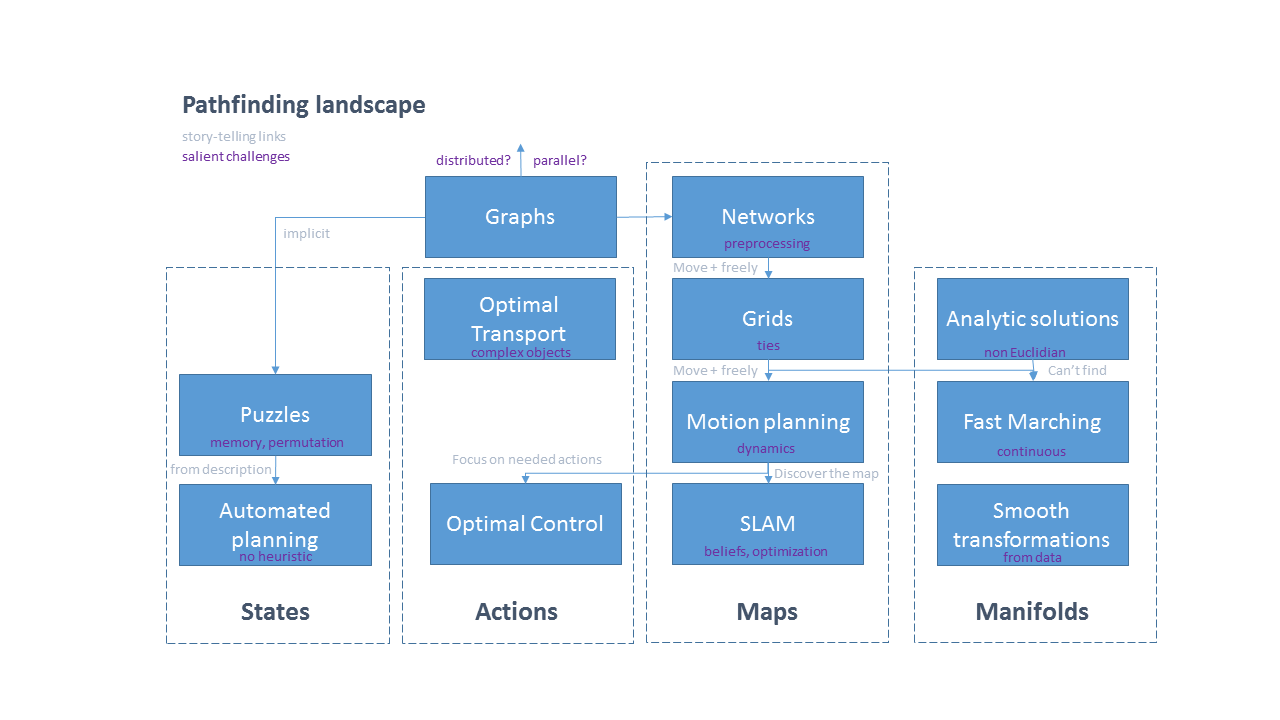 Pathfinding landscape
story-telling links
salient challenges
distributed?
parallel?
Graphs
implicit
Networks
preprocessing
Move + freely
Optimal
Transport
complex objects
Grids
ties
Analytic solutions
non Euclidian
Move + freely
Can't find
Puzzles
memory, permutation
Motion planning
dynamics
Fast Marching
continuous
from description
Focus on needed actions
Discover the map
Automated
planning
no heuristic
Optimal Control
SLAM
beliefs, optimization
Smooth
transformations
from data
States
Actions
Maps
Manifolds